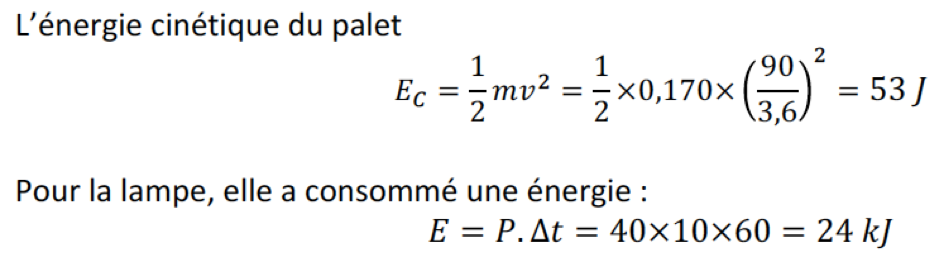 L’énergie cinétique du palet
E_C = 1/2 mv² = 1/2 ×0,170× (90/3,6)² = 53 J
Pour la lampe, elle a consommé une énergie :
E = P. Δt = 40×10×60 = 24 kJ